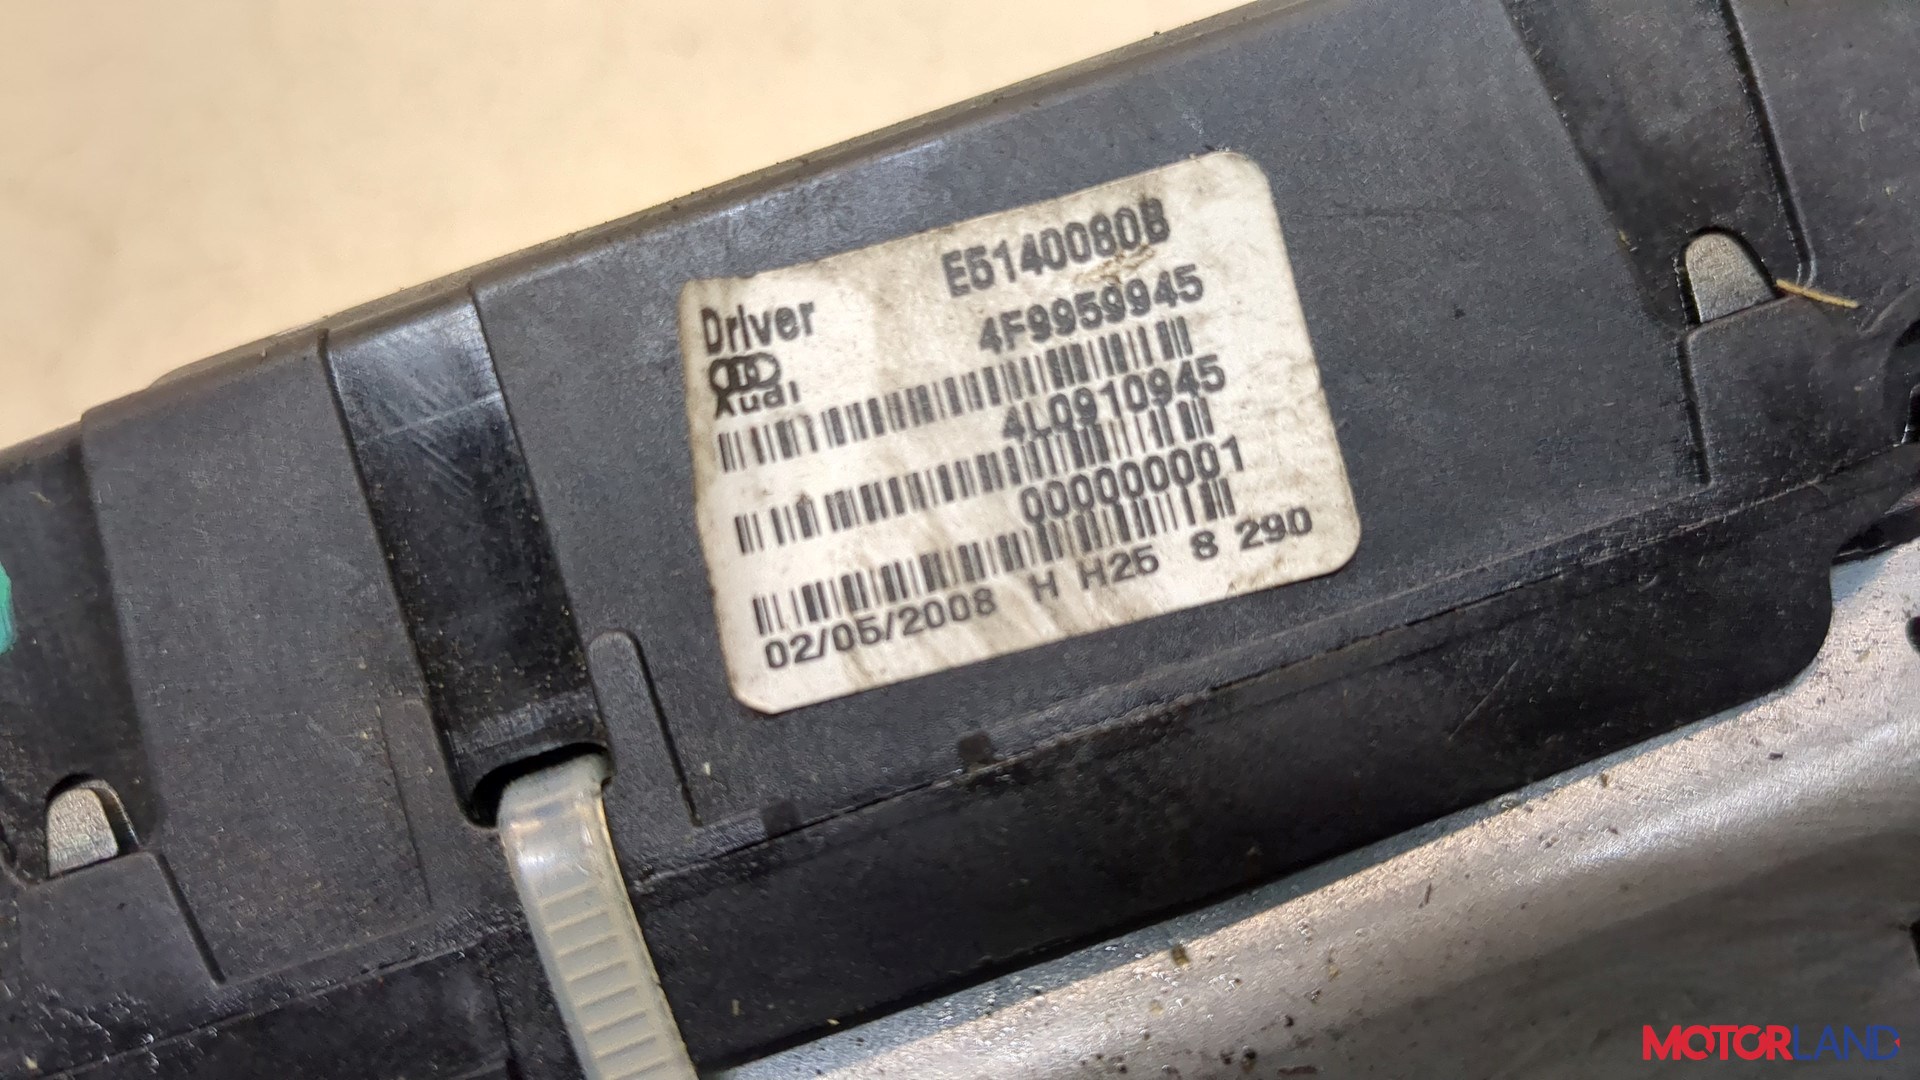 E5140080B
Driver
4F9959945
Audi
4L0910945
000000001
02/05/2008 H H25 8 290
MOTORLAND